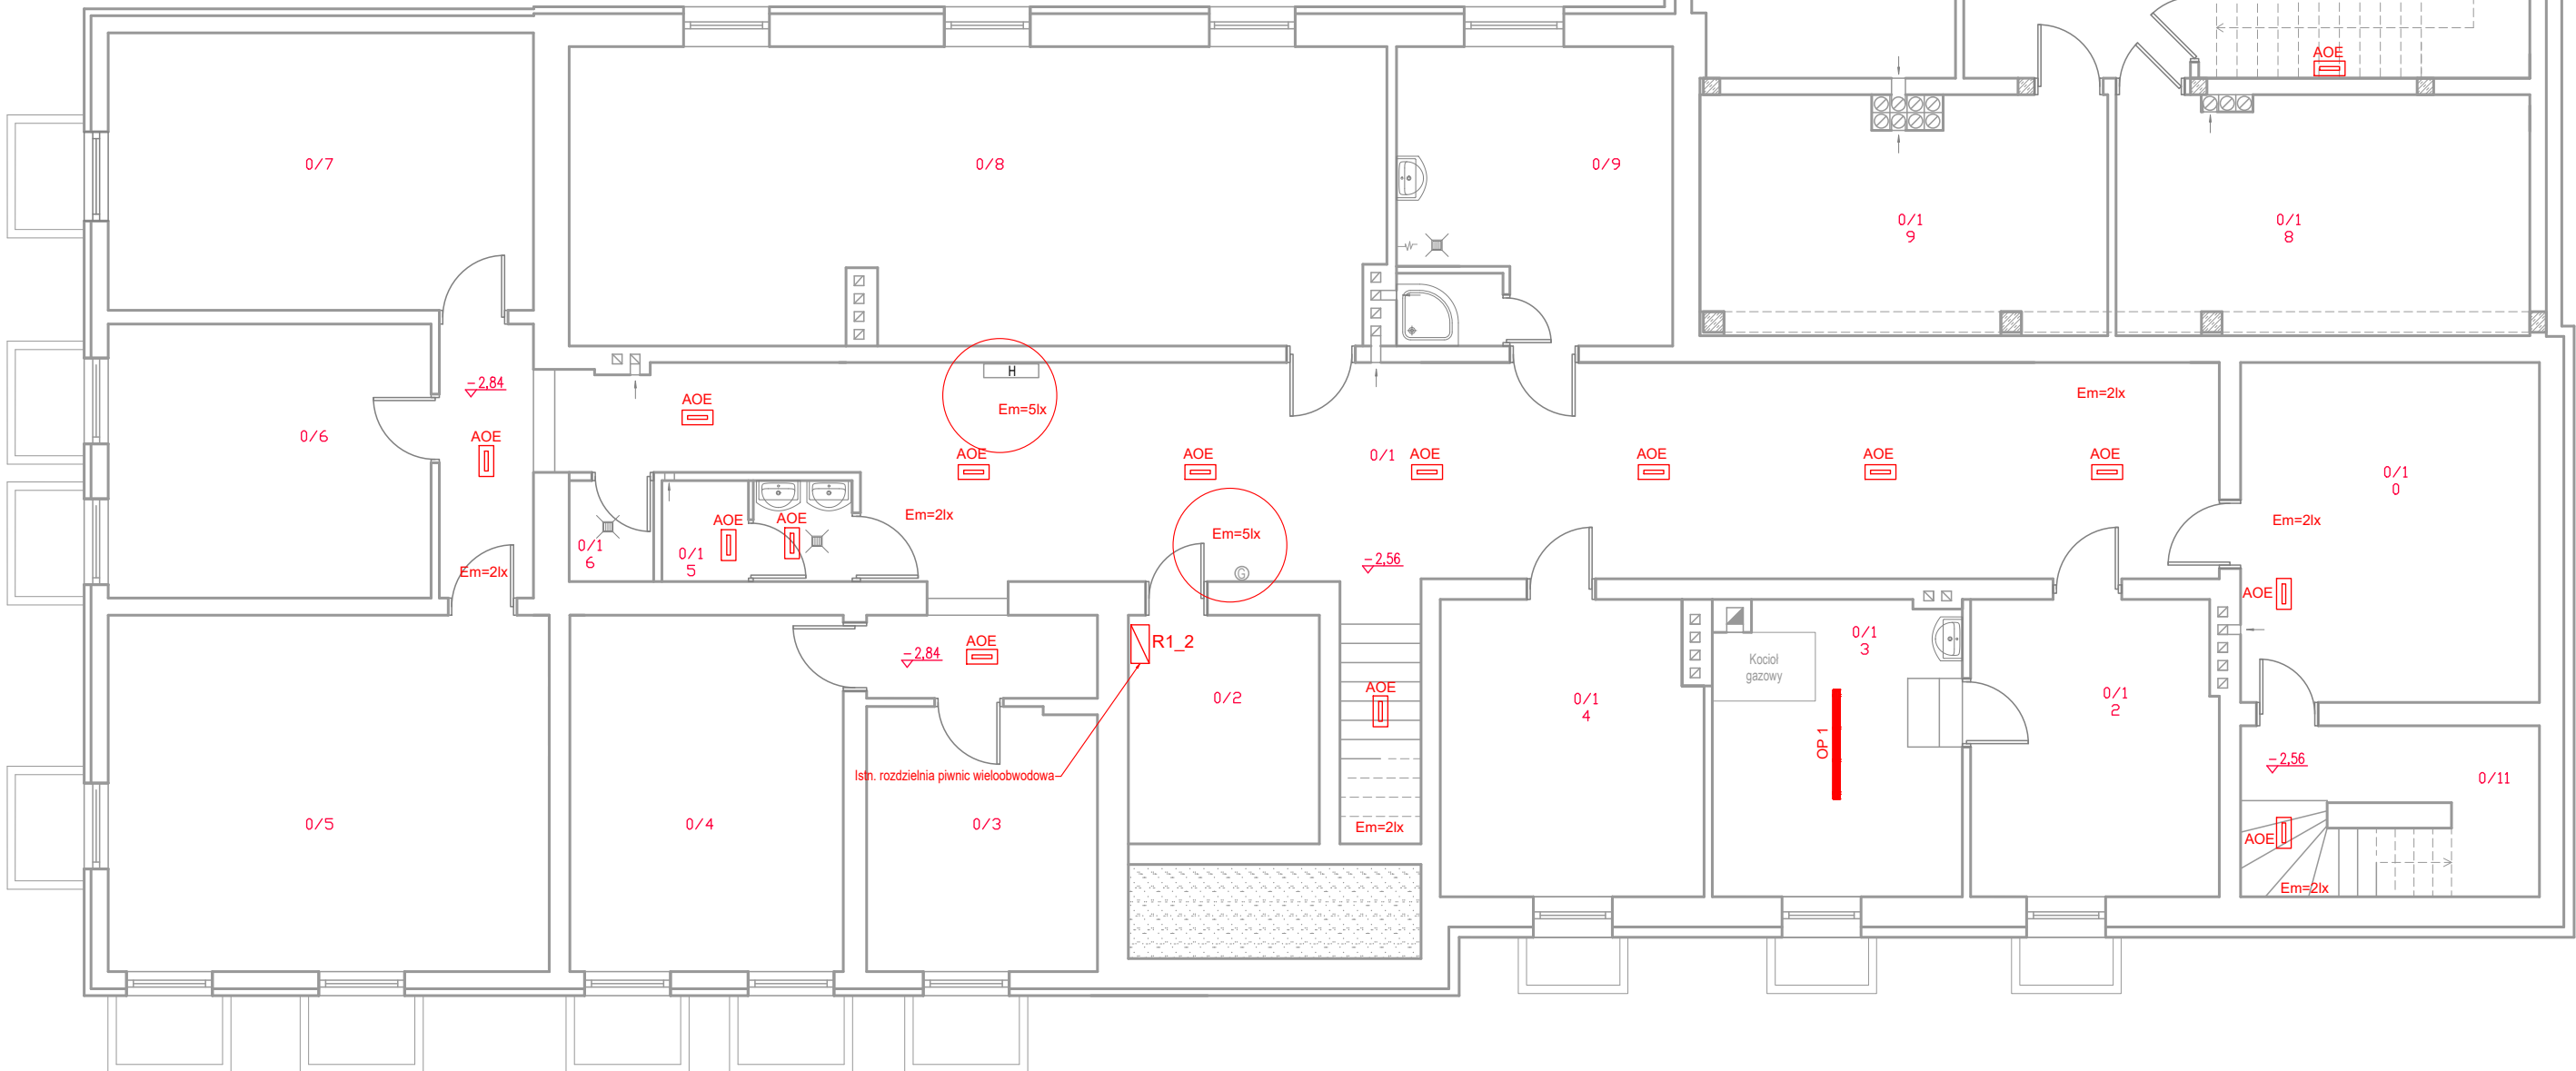 AOE
0/7
0/8
0/9
0/1
9
0/1
8
H
−2,84
Em=5lx
Em=2lx
AOE
0/6
AOE
AOE
AOE
0/1
AOE
AOE
AOE
AOE
0/1
0
Em=2lx
AOE
AOE
Em=2lx
Em=5lx
0/1
6
0/1
5
G
−2,56
Em=2lx
AOE
AOE
−2,84
R1_2
0/1
3
Kocioł
gazowy
AOE
0/2
0/1
4
0/1
2
OP 1
−2,56
Istn. rozdzielnia piwnic wieloobwodowa
0/11
0/5
0/4
0/3
Em=2lx
AOE
Em=2lx